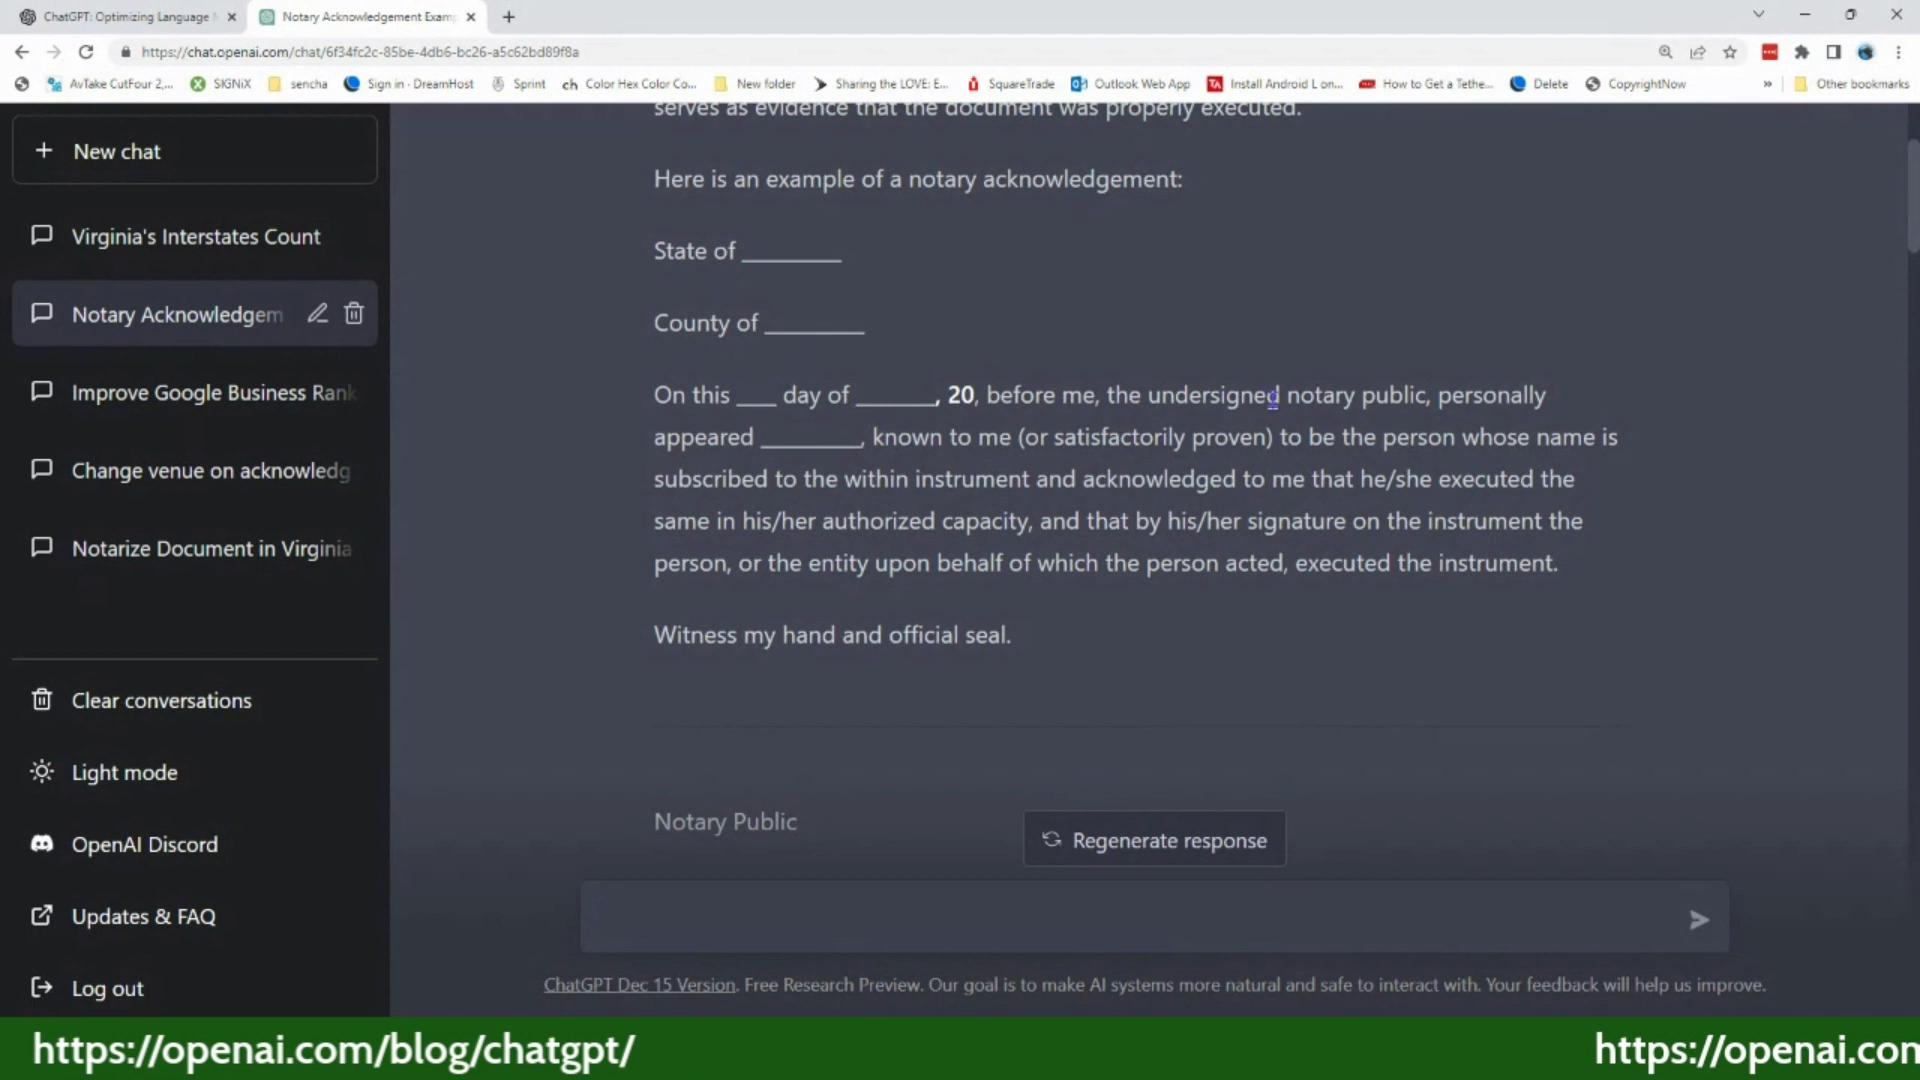 ChatGPT: Optimizing Language
Notary Acknowledgement Exam
https://chat.openai.com/chat/6f34fc2c-85be-4db6-bc26-a5c62bd89f8a
AvTake CutFour 2,... SIGNiX sencha Sign in · DreamHost Sprint ch Color Hex Color Co... New folder Sharing the LOVE: E... SquareTrade Outlook Web App TA Install Android L on... How to Get a Tethe... Delete CopyrightNow » Other bookmarks
New chat
Virginia's Interstates Count
Notary Acknowledgem
Improve Google Business Rank
Change venue on acknowledg
Notarize Document in Virginia
Clear conversations
Light mode
OpenAI Discord
Updates & FAQ
Log out
serves as evidence that the document was properly executed.
Here is an example of a notary acknowledgement:
State of _________
County of _________
On this ____ day of _______, 20, before me, the undersigned notary public, personally
appeared _________, known to me (or satisfactorily proven) to be the person whose name is
subscribed to the within instrument and acknowledged to me that he/she executed the
same in his/her authorized capacity, and that by his/her signature on the instrument the
person, or the entity upon behalf of which the person acted, executed the instrument.
Witness my hand and official seal.
Notary Public
Regenerate response
ChatGPT Dec 15 Version. Free Research Preview. Our goal is to make AI systems more natural and safe to interact with. Your feedback will help us improve.
https://openai.com/blog/chatgpt/ https://openai.con